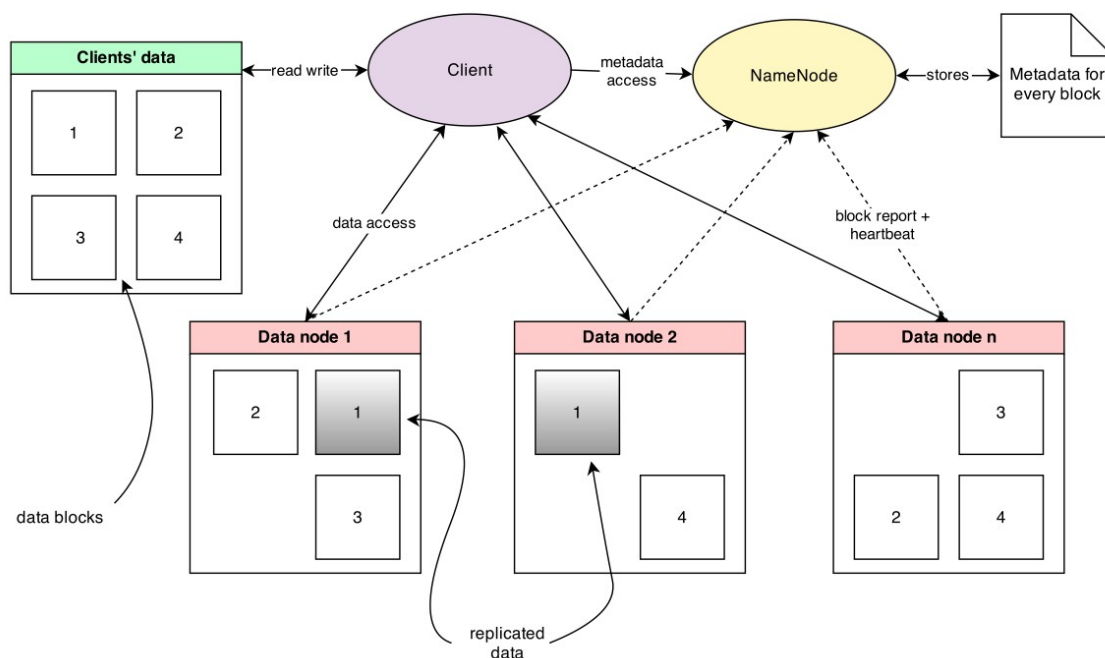 Clients' data
1
2
3
4
read write
Client
metadata
access
NameNode
stores
Metadata for
every block
data access
block report +
heartbeat
Data node 1
2
1
3
Data node 2
1
4
Data node n
3
2
4
data blocks
replicated
data